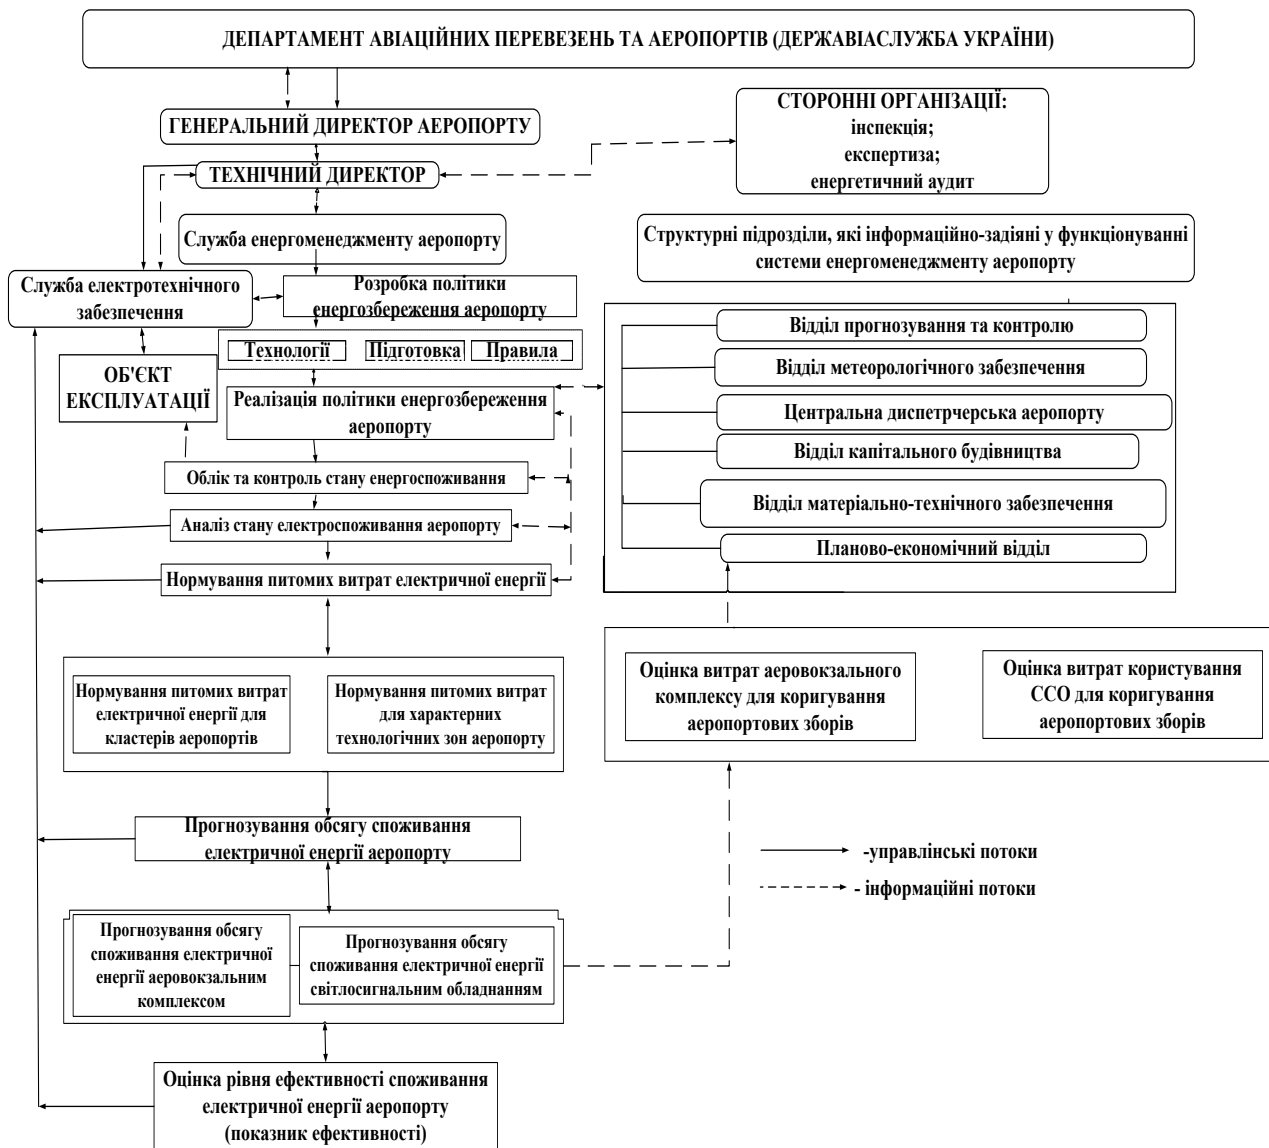 ДЕПАРТАМЕНТ АВІАЦІЙНИХ ПЕРЕВЕЗЕНЬ ТА АЕРОПОРТІВ (ДЕРЖАВІАСЛУЖБА УКРАЇНИ)
ГЕНЕРАЛЬНИЙ ДИРЕКТОР АЕРОПОРТУ
ТЕХНІЧНИЙ ДИРЕКТОР
СТОРОННІ ОРГАНІЗАЦІЇ:
інспекція;
експертиза;
енергетичний аудит
Служба енергоменеджменту аеропорту
Структурні підрозділи, які інформаційно-задіяні у функціонуванні
системи енергоменеджменту аеропорту
Служба електротехнічного
забезпечення
Розробка політики
енергозбереження аеропорту
Технології
Підготовка
Правила
ОБ'ЄКТ
ЕКСПЛУАТАЦІЇ
Реалізація політики енергозбереження
аеропорту
Облік та контроль стану енергоспоживання
Аналіз стану електроспоживання аеропорту
Нормування питомих витрат електричної енергії
Відділ прогнозування та контролю
Відділ метеорологічного забезпечення
Центральна диспетрчерська аеропорту
Відділ капітального будівництва
Відділ матеріально-технічного забезпечення
Планово-економічний відділ
Нормування питомих витрат
електричної енергії для
кластерів аеропортів
Нормування питомих витрат
для характерних
технологічних зон аеропорту
Оцінка витрат аеровокзального
комплексу для коригування
аеропортових зборів
Оцінка витрат користування
ССО для коригування
аеропортових зборів
Прогнозування обсягу споживання
електричної енергії аеропорту
-управлінські потоки
- інформаційні потоки
Прогнозування обсягу
споживання електричної
енергії аеровокзальним
комплексом
Прогнозування обсягу
споживання електричної енергії
світлосигнальним обладнанням
Оцінка рівня ефективності споживання
електричної енергії аеропорту
(показник ефективності)